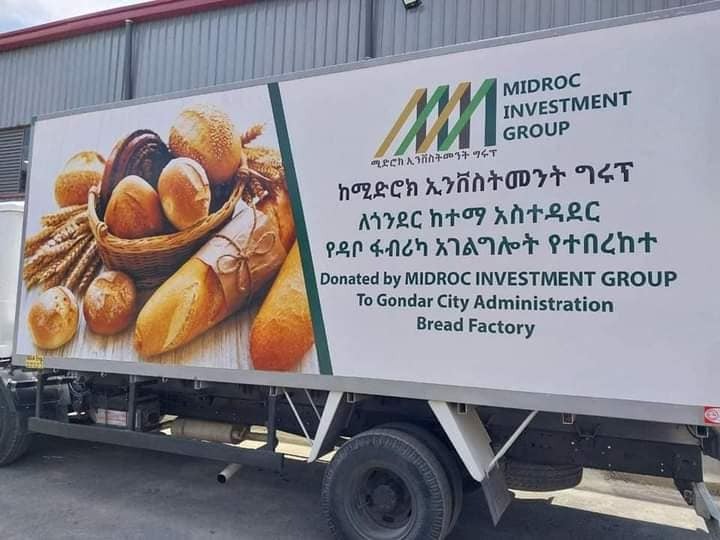 MIDROC
INVESTMENT
GROUP
ሚድሮክ ኢንቨስትመንት ግሩፕ
ከሚድሮክ ኢንቨስትመንት ግሩፕ
ለጎንደር ከተማ አስተዳደር
የዳቦ ፋብሪካ አገልግሎት የተበረከተ
Donated by MIDROC INVESTMENT GROUP
To Gondar City Administration
Bread Factory